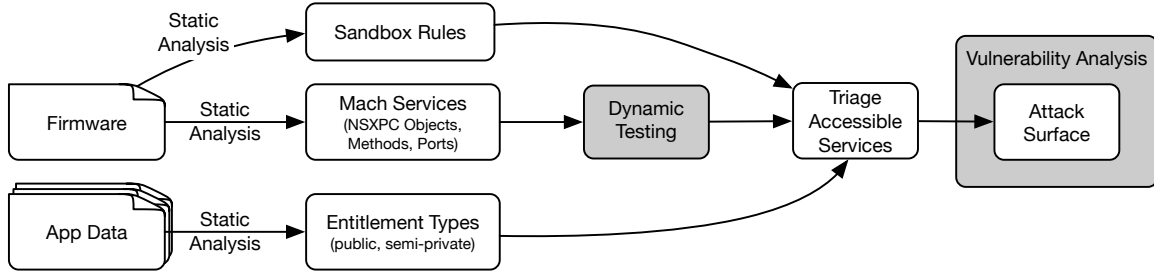 Static
Analysis
Sandbox Rules
Vulnerability Analysis
Firmware
Static
Analysis
Mach Services
(NSXPC Objects,
Methods, Ports)
Dynamic
Testing
Triage
Accessible
Services
Attack
Surface
App Data
Static
Analysis
Entitlement Types
(public, semi-private)